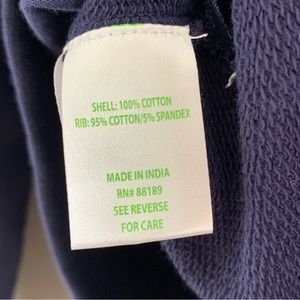 SHELL: 100% COTTON
RIB: 95% COTTON/5% SPANDEX
MADE IN INDIA
RN# 88189
SEE REVERSE
FOR CARE